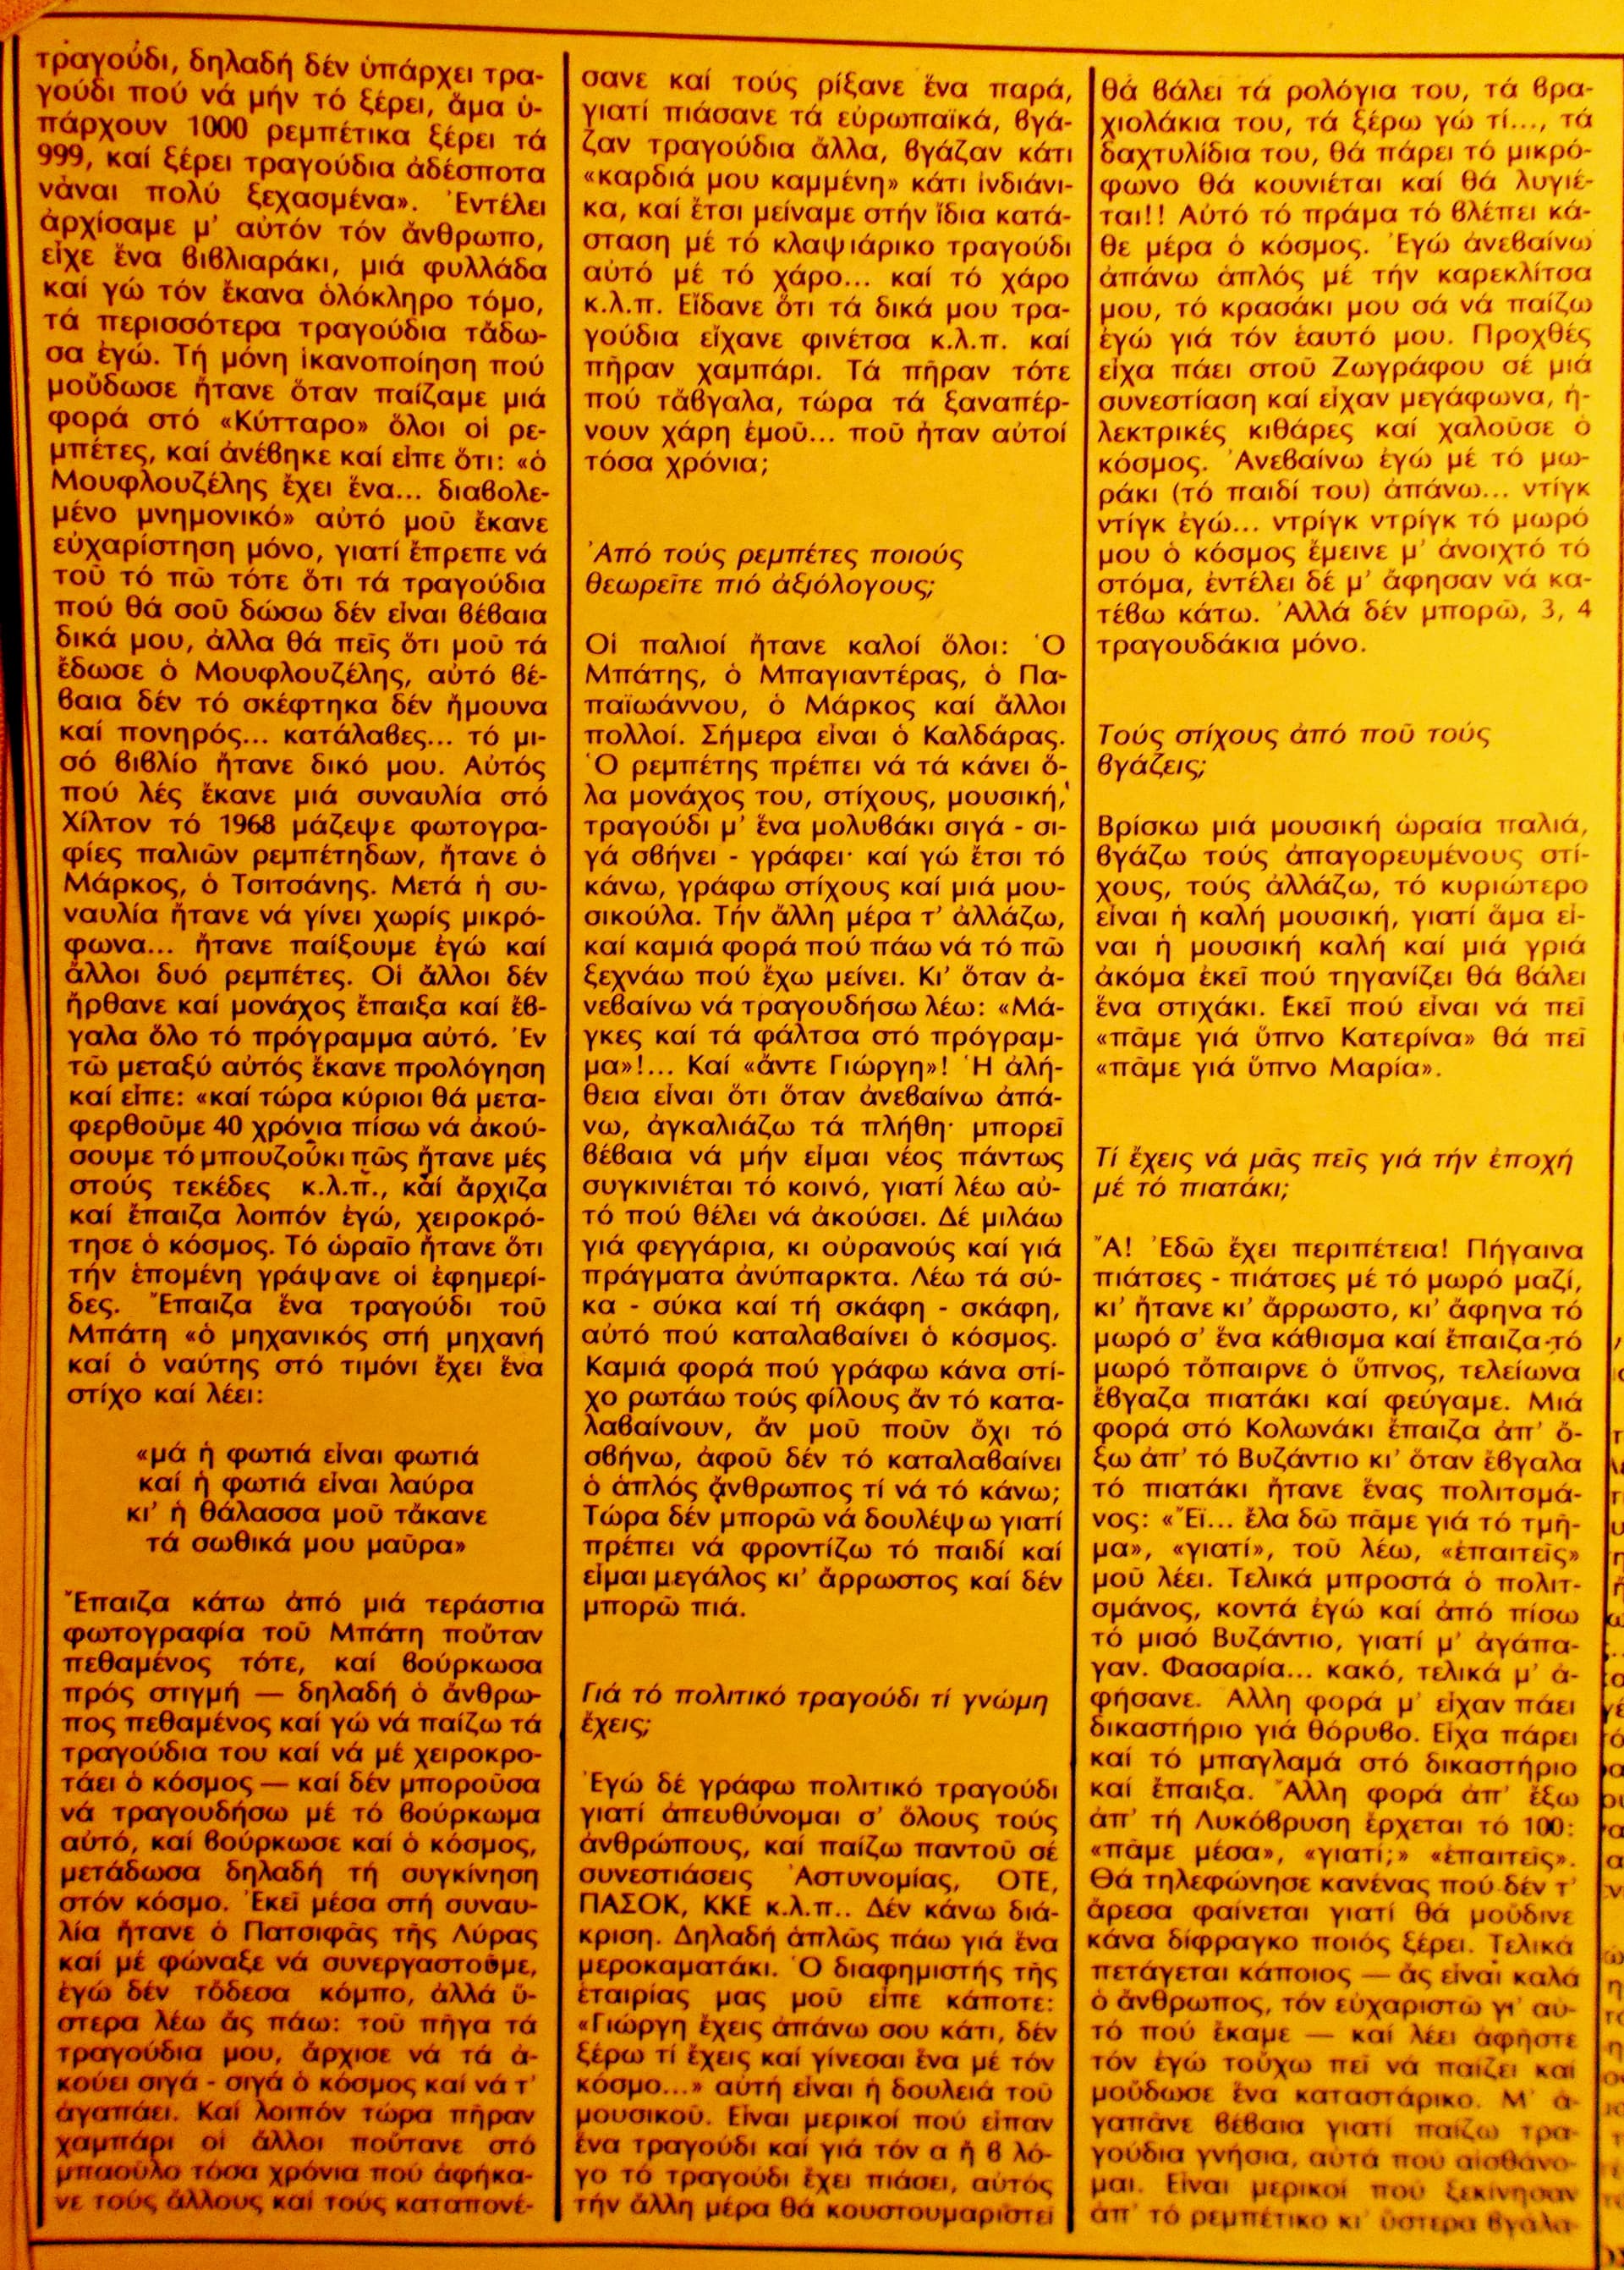 τραγούδι, δηλαδή δέν ὑπάρχει τρα-
γούδι πού νά μήν τό ξέρει, ἄμα ὑ-
πάρχουν 1000 ρεμπέτικα ξέρει τά
999, καί ξέρει τραγούδια ἀδέσποτα
νἆναι πολύ ξεχασμένα». Ἐντέλει
ἀρχίσαμε μ' αὐτόν τόν ἄνθρωπο,
εἶχε ἕνα βιβλιαράκι, μιά φυλλάδα
καί γώ τόν ἔκανα ὁλόκληρο τόμο,
τά περισσότερα τραγούδια τἄδω-
σα ἐγώ. Τή μόνη ἱκανοποίηση πού
μοὔδωσε ἤτανε ὅταν παίζαμε μιά
φορά στό «Κύτταρο» ὅλοι οἱ ρε-
μπέτες, καί ἀνέβηκε καί εἶπε ὅτι: «ὁ
Μουφλουζέλης ἔχει ἕνα... διαβολε-
μένο μνημονικό» αὐτό μοῦ ἔκανε
εὐχαρίστηση μόνο, γιατί ἔπρεπε νά
τοῦ τό πῶ τότε ὅτι τά τραγούδια
πού θά σοῦ δώσω δέν εἶναι βέβαια
δικά μου, ἀλλα θά πεῖς ὅτι μοῦ τά
ἔδωσε ὁ Μουφλουζέλης, αὐτό βέ-
βαια δέν τό σκέφτηκα δέν ἤμουνα
καί πονηρός... κατάλαβες... τό μι-
σό βιβλίο ἤτανε δικό μου. Αὐτός
πού λές ἔκανε μιά συναυλία στό
Χίλτον τό 1968 μάζεψε φωτογρα-
φίες παλιῶν ρεμπέτηδων, ἤτανε ὁ
Μάρκος, ὁ Τσιτσάνης. Μετά ἡ συ-
ναυλία ἤτανε νά γίνει χωρίς μικρό-
φωνα... ἤτανε παίξουμε ἐγώ καί
ἄλλοι δυό ρεμπέτες. Οἱ ἄλλοι δέν
ἤρθανε καί μονάχος ἔπαιξα καί ἔβ-
γαλα ὅλο τό πρόγραμμα αὐτό. Ἐν
τῶ μεταξύ αὐτός ἔκανε προλόγηση
καί εἶπε: «καί τώρα κύριοι θά μετα-
φερθοῦμε 40 χρόνια πίσω νά ἀκού-
σουμε τό μπουζούκι πῶς ἤτανε μές
στούς τεκέδες κ.λ.π., καί ἄρχιζα
καί ἔπαιζα λοιπόν ἐγώ, χειροκρό-
τησε ὁ κόσμος. Τό ὡραῖο ἤτανε ὅτι
τήν ἑπομένη γράψανε οἱ ἐφημερί-
δες. Ἔπαιζα ἕνα τραγούδι τοῦ
Μπάτη «ὁ μηχανικός στή μηχανή
καί ὁ ναύτης στό τιμόνι ἔχει ἕνα
στίχο καί λέει:
«μά ἡ φωτιά εἶναι φωτιά
καί ἡ φωτιά εἶναι λαύρα
κι' ἡ θάλασσα μοῦ τἄκανε
τά σωθικά μου μαῦρα»
Ἔπαιζα κάτω ἀπό μιά τεράστια
φωτογραφία τοῦ Μπάτη ποὔταν
πεθαμένος τότε, καί βούρκωσα
πρός στιγμή — δηλαδή ὁ ἄνθρω-
πος πεθαμένος καί γώ νά παίζω τά
τραγούδια του καί νά μέ χειροκρο-
τάει ὁ κόσμος — καί δέν μποροῦσα
νά τραγουδήσω μέ τό βούρκωμα
αὐτό, καί βούρκωσε καί ὁ κόσμος,
μετάδωσα δηλαδή τή συγκίνηση
στόν κόσμο. Ἐκεῖ μέσα στή συναυ-
λία ἤτανε ὁ Πατσιφᾶς τῆς Λύρας
καί μέ φώναξε νά συνεργαστοῦμε,
ἐγώ δέν τὄδεσα κόμπο, ἀλλά ὕ-
στερα λέω ἄς πάω: τοῦ πῆγα τά
τραγούδια μου, ἄρχισε νά τά ἀ-
κούει σιγά - σιγά ὁ κόσμος καί νά τ'
ἀγαπάει. Καί λοιπόν τώρα πῆραν
χαμπάρι οἱ ἄλλοι ποὔτανε στό
μπαοῦλο τόσα χρόνια πού ἀφήκα-
νε τούς ἄλλους καί τούς καταπονέ-
σανε καί τούς ρίξανε ἕνα παρά,
γιατί πιάσανε τά εὐρωπαϊκά, βγά-
ζαν τραγούδια ἄλλα, βγάζαν κάτι
«καρδιά μου καμμένη» κάτι ἰνδιάνι-
κα, καί ἔτσι μείναμε στήν ἴδια κατά-
σταση μέ τό κλαψιάρικο τραγούδι
αὐτό μέ τό χάρο... καί τό χάρο
κ.λ.π. Εἴδανε ὅτι τά δικά μου τρα-
γούδια εἴχανε φινέτσα κ.λ.π. καί
πῆραν χαμπάρι. Τά πῆραν τότε
πού τἄβγαλα, τώρα τά ξαναπέρ-
νουν χάρη ἐμοῦ... ποῦ ἦταν αὐτοί
τόσα χρόνια;
Ἀπό τούς ρεμπέτες ποιούς
θεωρεῖτε πιό ἀξιόλογους;
Οἱ παλιοί ἤτανε καλοί ὅλοι: Ὁ
Μπάτης, ὁ Μπαγιαντέρας, ὁ Πα-
παϊωάννου, ὁ Μάρκος καί ἄλλοι
πολλοί. Σήμερα εἶναι ὁ Καλδάρας.
Ὁ ρεμπέτης πρέπει νά τά κάνει ὅ-
λα μονάχος του, στίχους, μουσική,
τραγούδι μ' ἕνα μολυβάκι σιγά - σι-
γά σβήνει - γράφει· καί γώ ἔτσι τό
κάνω, γράφω στίχους καί μιά μου-
σικούλα. Τήν ἄλλη μέρα τ' ἀλλάζω,
καί καμιά φορά πού πάω νά τό πῶ
ξεχνάω πού ἔχω μείνει. Κι' ὅταν ἀ-
νεβαίνω νά τραγουδήσω λέω: «Μά-
γκες καί τά φάλτσα στό πρόγραμ-
μα»!... Καί «ἄντε Γιώργη»! Ἡ ἀλή-
θεια εἶναι ὅτι ὅταν ἀνεβαίνω ἀπά-
νω, ἀγκαλιάζω τά πλήθη· μπορεῖ
βέβαια νά μήν εἶμαι νέος πάντως
συγκινιέται τό κοινό, γιατί λέω αὐ-
τό πού θέλει νά ἀκούσει. Δέ μιλάω
γιά φεγγάρια, κι οὐρανούς καί γιά
πράγματα ἀνύπαρκτα. Λέω τά σύ-
κα - σύκα καί τή σκάφη - σκάφη,
αὐτό πού καταλαβαίνει ὁ κόσμος.
Καμιά φορά πού γράφω κάνα στί-
χο ρωτάω τούς φίλους ἄν τό κατα-
λαβαίνουν, ἄν μοῦ ποῦν ὄχι τό
σβήνω, ἀφοῦ δέν τό καταλαβαίνει
ὁ ἁπλός ἄνθρωπος τί νά τό κάνω;
Τώρα δέν μπορῶ νά δουλέψω γιατί
πρέπει νά φροντίζω τό παιδί καί
εἶμαι μεγάλος κι' ἄρρωστος καί δέν
μπορῶ πιά.
Γιά τό πολιτικό τραγούδι τί γνώμη
ἔχεις;
Ἐγώ δέ γράφω πολιτικό τραγούδι
γιατί ἀπευθύνομαι σ' ὅλους τούς
ἀνθρώπους, καί παίζω παντοῦ σέ
συνεστιάσεις Ἀστυνομίας, ΟΤΕ,
ΠΑΣΟΚ, ΚΚΕ κ.λ.π.. Δέν κάνω διά-
κριση. Δηλαδή ἁπλῶς πάω γιά ἕνα
μεροκαματάκι. Ὁ διαφημιστής τῆς
ἑταιρίας μας μοῦ εἶπε κάποτε:
«Γιώργη ἔχεις ἀπάνω σου κάτι, δέν
ξέρω τί ἔχεις καί γίνεσαι ἕνα μέ τόν
κόσμο...» αὐτή εἶναι ἡ δουλειά τοῦ
μουσικοῦ. Εἶναι μερικοί πού εἶπαν
ἕνα τραγούδι καί γιά τόν α ἤ β λό-
γο τό τραγούδι ἔχει πιάσει, αὐτός
τήν ἄλλη μέρα θά κουστουμαριστεῖ
θά βάλει τά ρολόγια του, τά βρα-
χιολάκια του, τά ξέρω γώ τί..., τά
δαχτυλίδια του, θά πάρει τό μικρό-
φωνο θά κουνιέται καί θά λυγιέ-
ται!! Αὐτό τό πράμα τό βλέπει κά-
θε μέρα ὁ κόσμος. Ἐγώ ἀνεβαίνω
ἀπάνω ἁπλός μέ τήν καρεκλίτσα
μου, τό κρασάκι μου σά νά παίζω
ἐγώ γιά τόν ἑαυτό μου. Προχθές
εἶχα πάει στοῦ Ζωγράφου σέ μιά
συνεστίαση καί εἶχαν μεγάφωνα, ἠ-
λεκτρικές κιθάρες καί χαλοῦσε ὁ
κόσμος. Ἀνεβαίνω ἐγώ μέ τό μω-
ράκι (τό παιδί του) ἀπάνω... ντίγκ
ντίγκ ἐγώ... ντρίγκ ντρίγκ τό μωρό
μου ὁ κόσμος ἔμεινε μ' ἀνοιχτό τό
στόμα, ἐντέλει δέ μ' ἄφησαν νά κα-
τέβω κάτω. Ἀλλά δέν μπορῶ, 3, 4
τραγουδάκια μόνο.
Τούς στίχους ἀπό ποῦ τούς
βγάζεις;
Βρίσκω μιά μουσική ὡραία παλιά,
βγάζω τούς ἀπαγορευμένους στί-
χους, τούς ἀλλάζω, τό κυριώτερο
εἶναι ἡ καλή μουσική, γιατί ἅμα εἶ-
ναι ἡ μουσική καλή καί μιά γριά
ἀκόμα ἐκεῖ πού τηγανίζει θά βάλει
ἕνα στιχάκι. Εκεῖ πού εἶναι νά πεῖ
«πᾶμε γιά ὕπνο Κατερίνα» θά πεῖ
«πᾶμε γιά ὕπνο Μαρία».
Τί ἔχεις νά μᾶς πεῖς γιά τήν ἐποχή
μέ τό πιατάκι;
Ἄ! Ἐδῶ ἔχει περιπέτεια! Πήγαινα
πιάτσες - πιάτσες μέ τό μωρό μαζί,
κι' ἤτανε κι' ἄρρωστο, κι' ἄφηνα τό
μωρό σ' ἕνα κάθισμα καί ἔπαιζα·τό
μωρό τὄπαιρνε ὁ ὕπνος, τελείωνα
ἔβγαζα πιατάκι καί φεύγαμε. Μιά
φορά στό Κολωνάκι ἔπαιζα ἀπ' ὄ-
ξω ἀπ' τό Βυζάντιο κι' ὅταν ἔβγαλα
τό πιατάκι ἤτανε ἕνας πολιτσμά-
νος: «Ἔϊ... ἔλα δῶ πᾶμε γιά τό τμῆ-
μα», «γιατί», τοῦ λέω, «ἐπαιτεῖς»
μοῦ λέει. Τελικά μπροστά ὁ πολιτ-
σμάνος, κοντά ἐγώ καί ἀπό πίσω
τό μισό Βυζάντιο, γιατί μ' ἀγάπα-
γαν. Φασαρία... κακό, τελικά μ' ἀ-
φήσανε. Αλλη φορά μ' εἶχαν πάει
δικαστήριο γιά θόρυβο. Εἶχα πάρει
καί τό μπαγλαμά στό δικαστήριο
καί ἔπαιξα. Ἄλλη φορά ἀπ' ἔξω
ἀπ' τή Λυκόβρυση ἔρχεται τό 100:
«πᾶμε μέσα», «γιατί;» «ἐπαιτεῖς».
Θά τηλεφώνησε κανένας πού δέν τ'
ἄρεσα φαίνεται γιατί θά μοὔδινε
κάνα δίφραγκο ποιός ξέρει. Τελικά
πετάγεται κάποιος — ἄς εἶναι καλά
ὁ ἄνθρωπος, τόν εὐχαριστῶ γι' αὐ-
τό πού ἔκαμε — καί λέει ἀφῆστε
τόν ἐγώ τοὔχω πεῖ νά παίζει καί
μοὔδωσε ἕνα καταστάρικο. Μ' ἀ-
γαπᾶνε βέβαια γιατί παίζω τρα-
γούδια γνήσια, αὐτά πού αἰσθάνο-
μαι. Εἶναι μερικοί πού ξεκίνησαν
ἀπ' τό ρεμπέτικο κι' ὕστερα βγάλα-